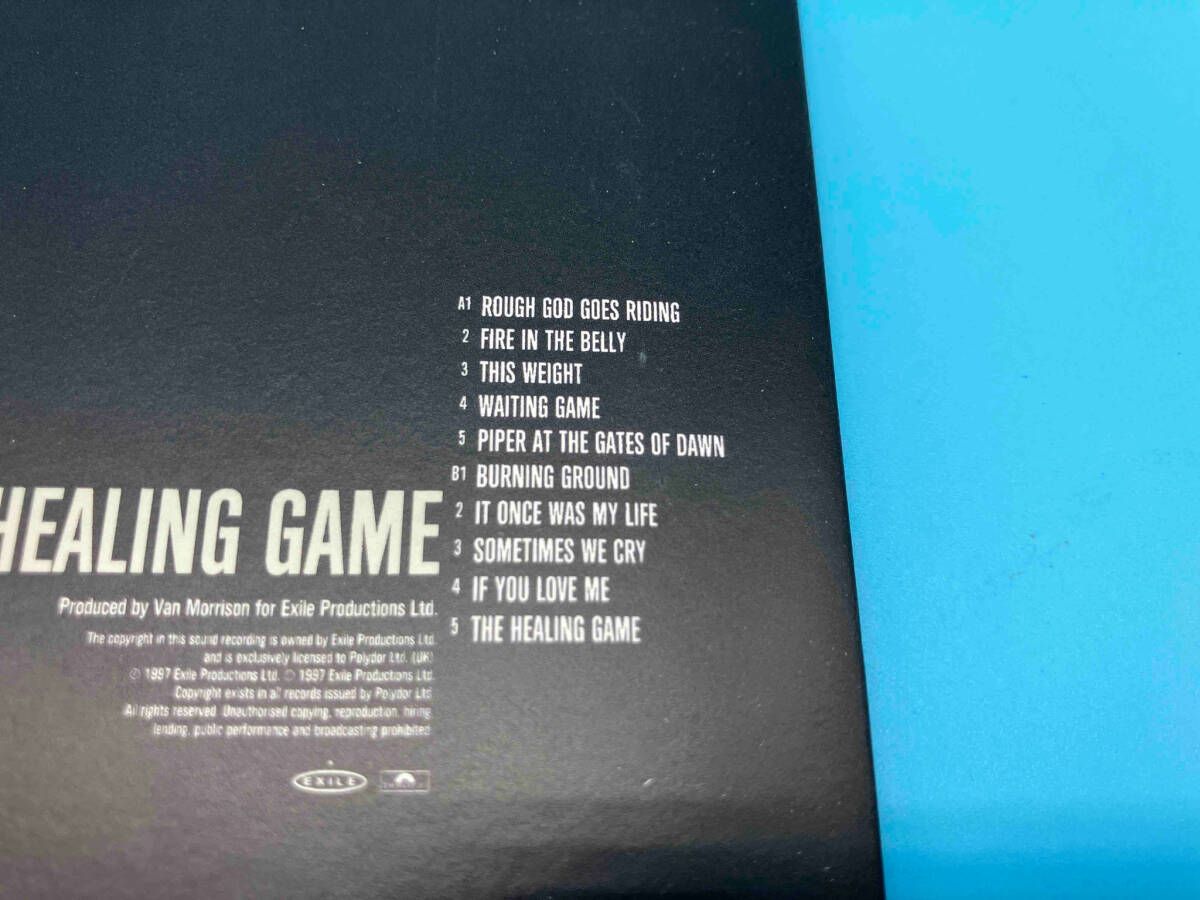 A1 ROUGH GOD GOES RIDING
2 FIRE IN THE BELLY
3 THIS WEIGHT
4 WAITING GAME
5 PIPER AT THE GATES OF DAWN
B1 BURNING GROUND
2 IT ONCE WAS MY LIFE
3 SOMETIMES WE CRY
4 IF YOU LOVE ME
5 THE HEALING GAME
HEALING GAME
Produced by Van Morrison for Exile Productions Ltd.
The copyright in this sound recording is owned by Exile Productions Ltd.
and is exclusively licensed to Polydor Ltd. (UK)
℗ 1997 Exile Productions Ltd. © 1997 Exile Productions Ltd.
Copyright exists in all records issued by Polydor Ltd
All rights reserved. Unauthorised copying, reproduction, hiring
lending, public performance and broadcasting prohibited
EXILE